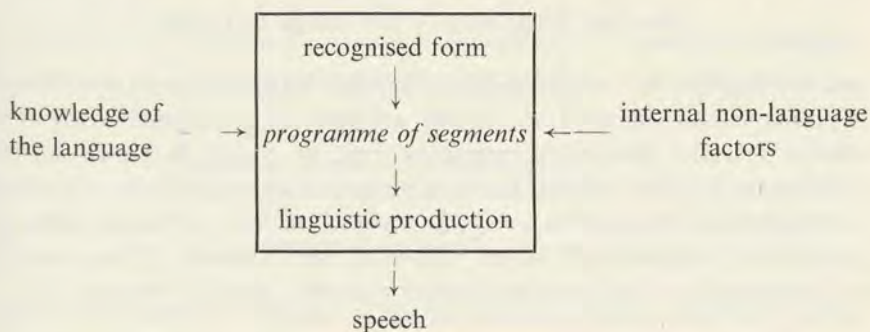 recognised form
knowledge of
the language
programme of segments
internal non-language
factors
linguistic production
speech